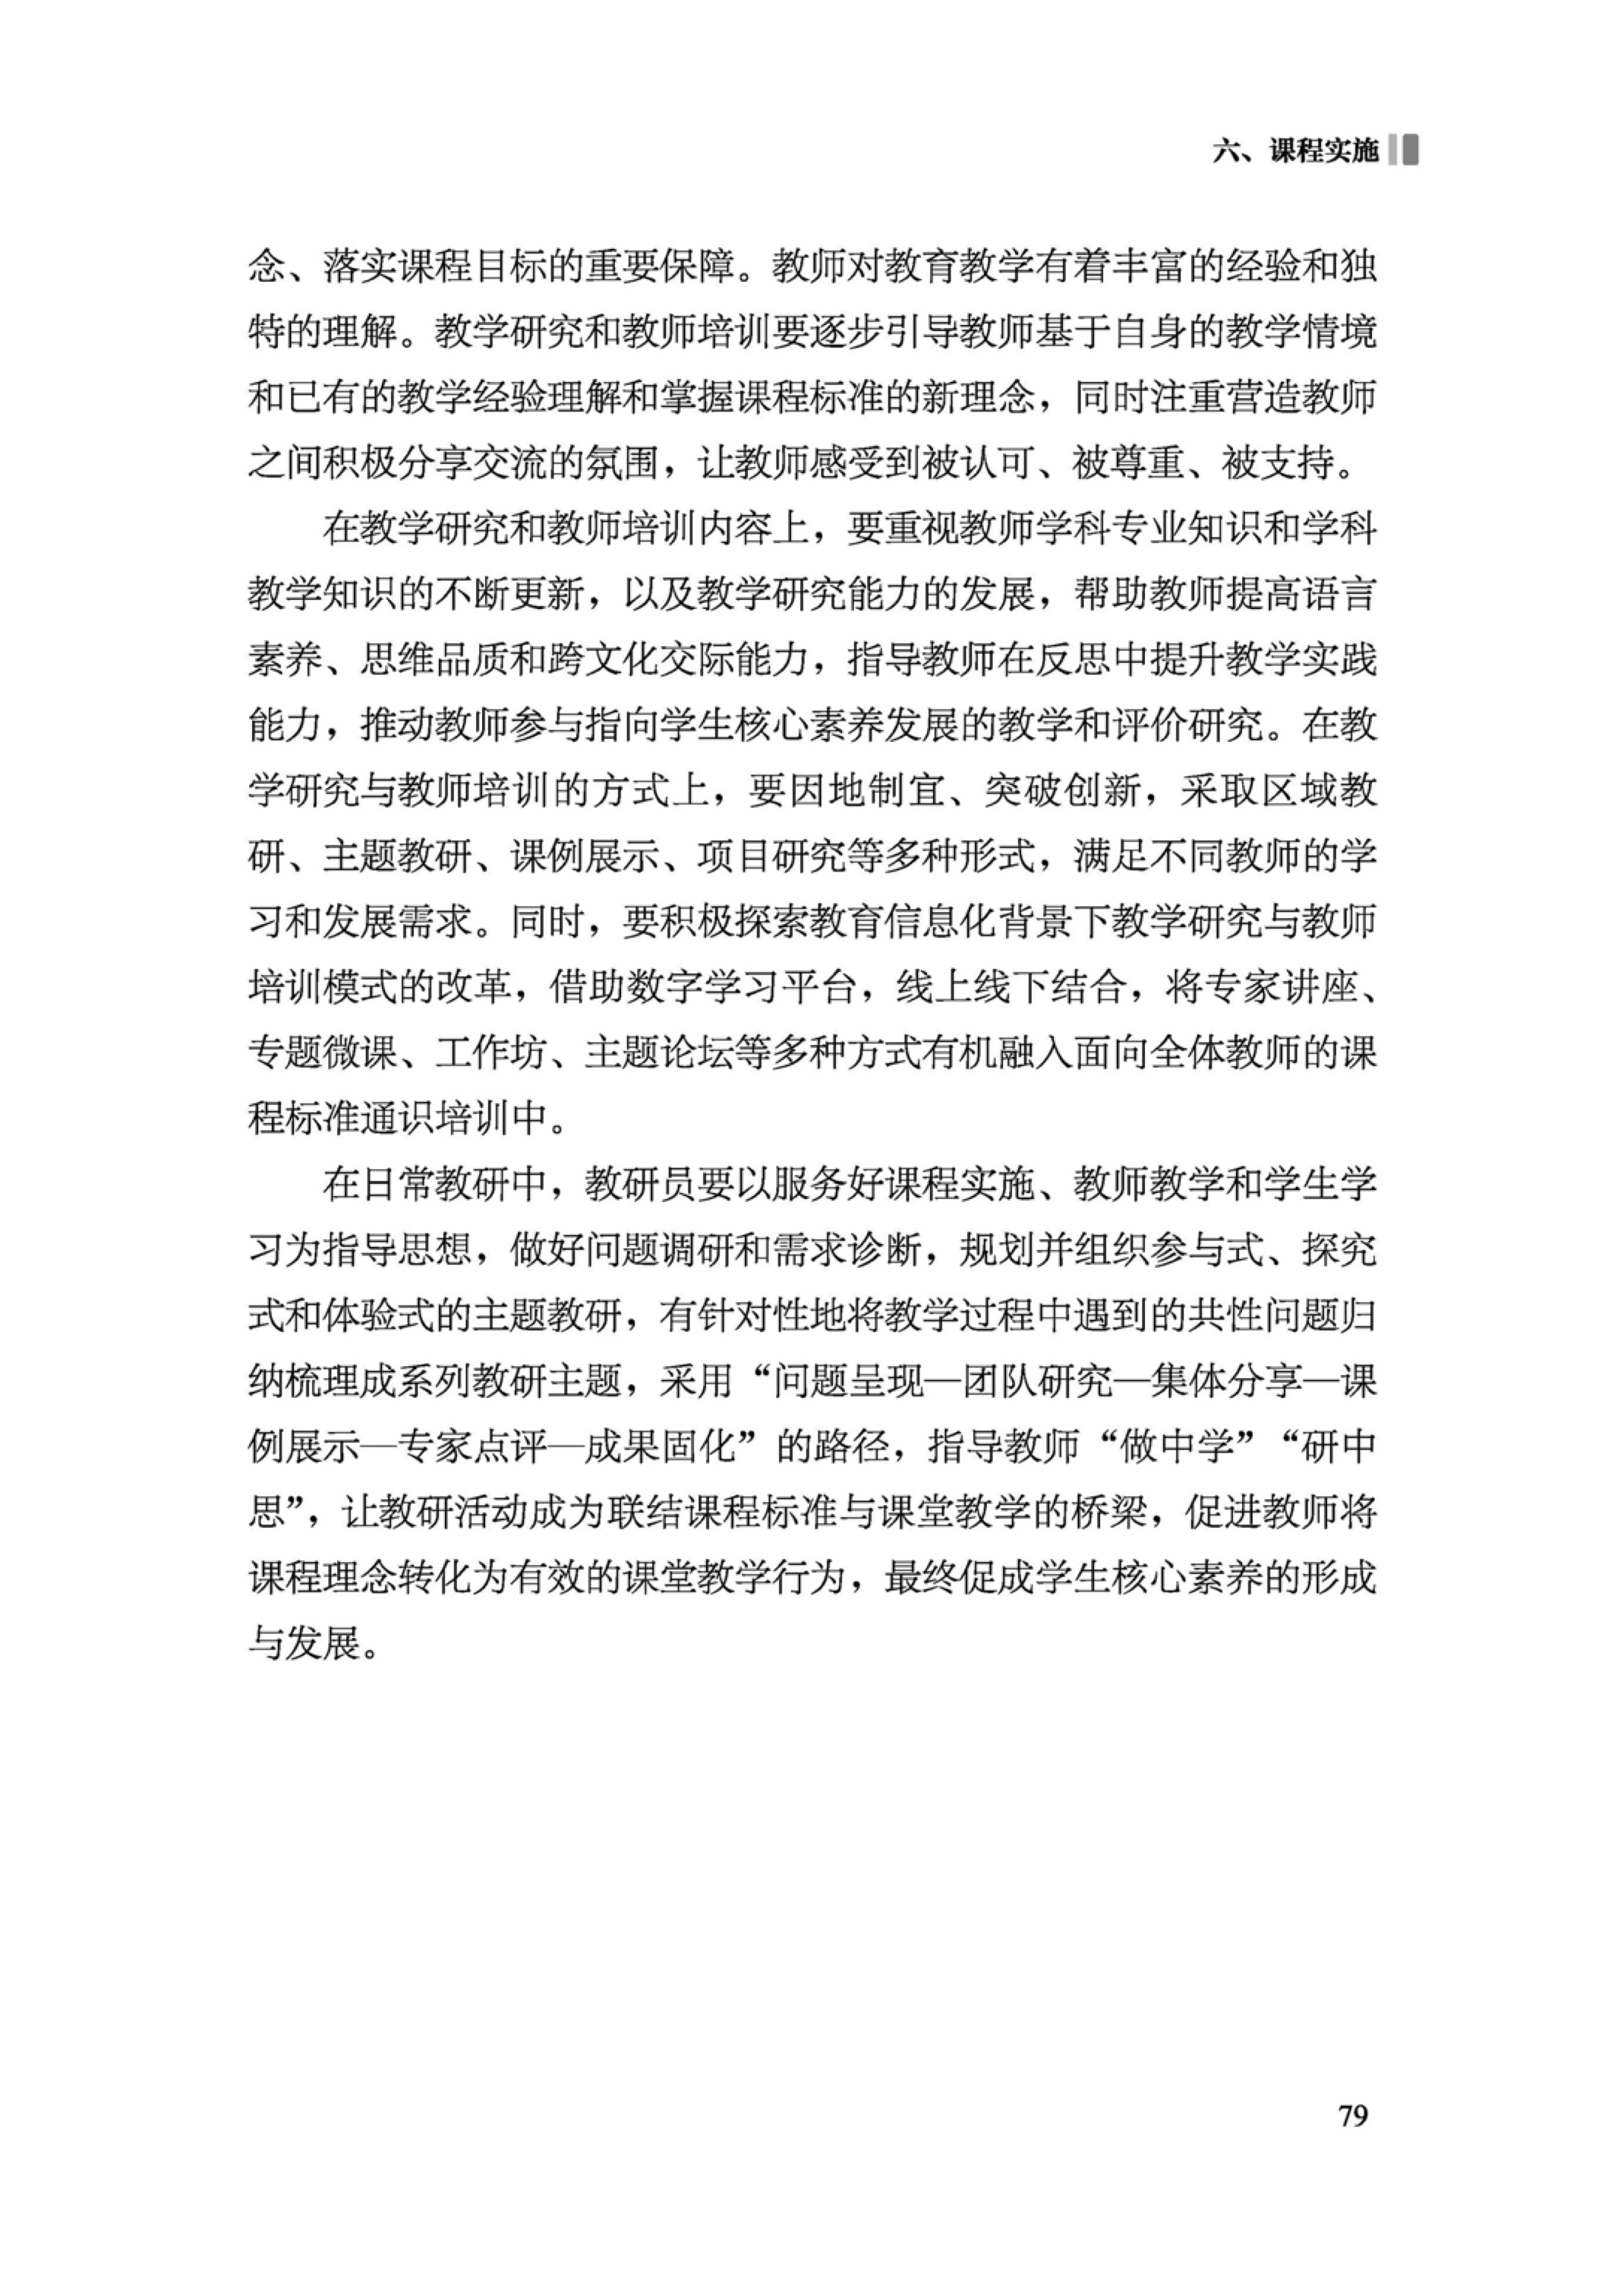 六、课程实施
念、落实课程目标的重要保障。教师对教育教学有着丰富的经验和独
特的理解。教学研究和教师培训要逐步引导教师基于自身的教学情境
和已有的教学经验理解和掌握课程标准的新理念，同时注重营造教师
之间积极分享交流的氛围，让教师感受到被认可、被尊重、被支持。
在教学研究和教师培训内容上，要重视教师学科专业知识和学科
教学知识的不断更新，以及教学研究能力的发展，帮助教师提高语言
素养、思维品质和跨文化交际能力，指导教师在反思中提升教学实践
能力，推动教师参与指向学生核心素养发展的教学和评价研究。在教
学研究与教师培训的方式上，要因地制宜、突破创新，采取区域教
研、主题教研、课例展示、项目研究等多种形式，满足不同教师的学
习和发展需求。同时，要积极探索教育信息化背景下教学研究与教师
培训模式的改革，借助数字学习平台，线上线下结合，将专家讲座、
专题微课、工作坊、主题论坛等多种方式有机融入面向全体教师的课
程标准通识培训中。
在日常教研中，教研员要以服务好课程实施、教师教学和学生学
习为指导思想，做好问题调研和需求诊断，规划并组织参与式、探究
式和体验式的主题教研，有针对性地将教学过程中遇到的共性问题归
纳梳理成系列教研主题，采用“问题呈现—团队研究—集体分享—课
例展示—专家点评—成果固化”的路径，指导教师“做中学”“研中
思”，让教研活动成为联结课程标准与课堂教学的桥梁，促进教师将
课程理念转化为有效的课堂教学行为，最终促成学生核心素养的形成
与发展。
79